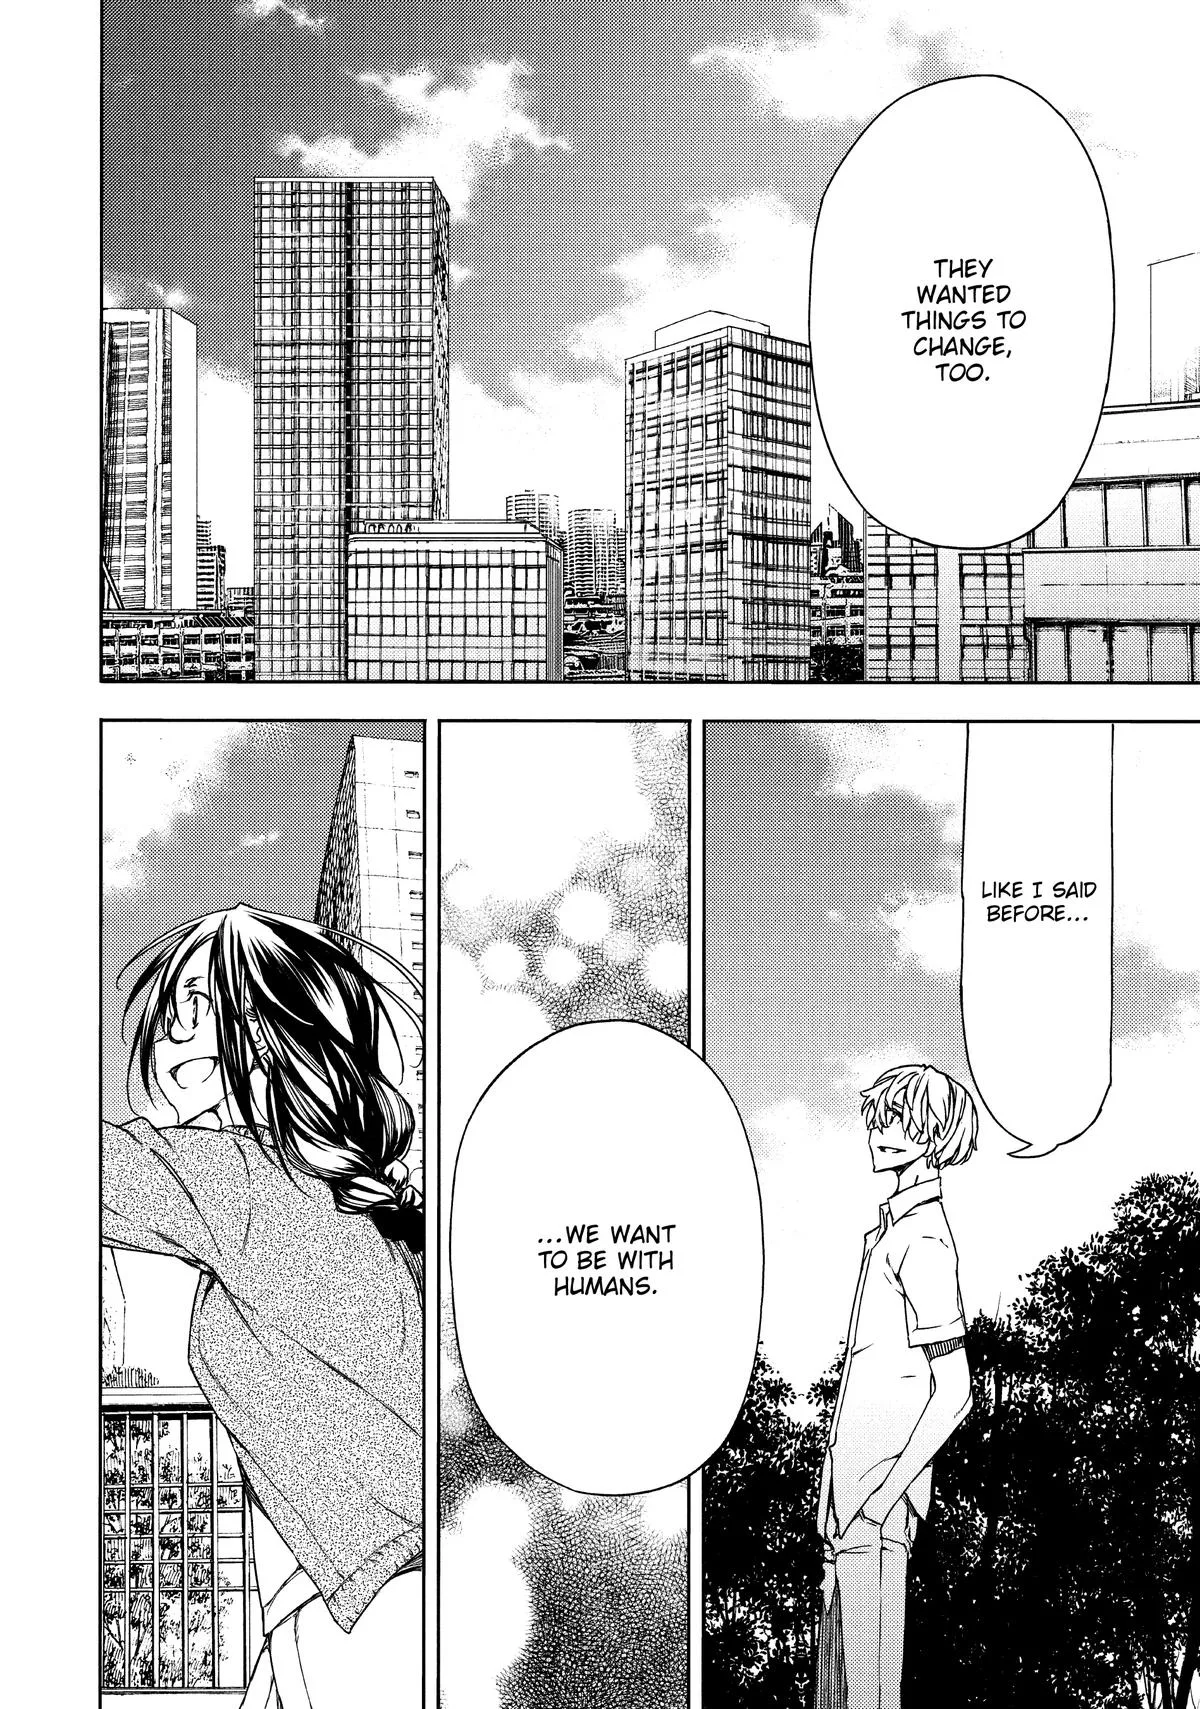 THEY
WANTED
THINGS TO
CHANGE,
TOO.
LIKE I SAID
BEFORE...
...WE WANT
TO BE WITH
HUMANS.